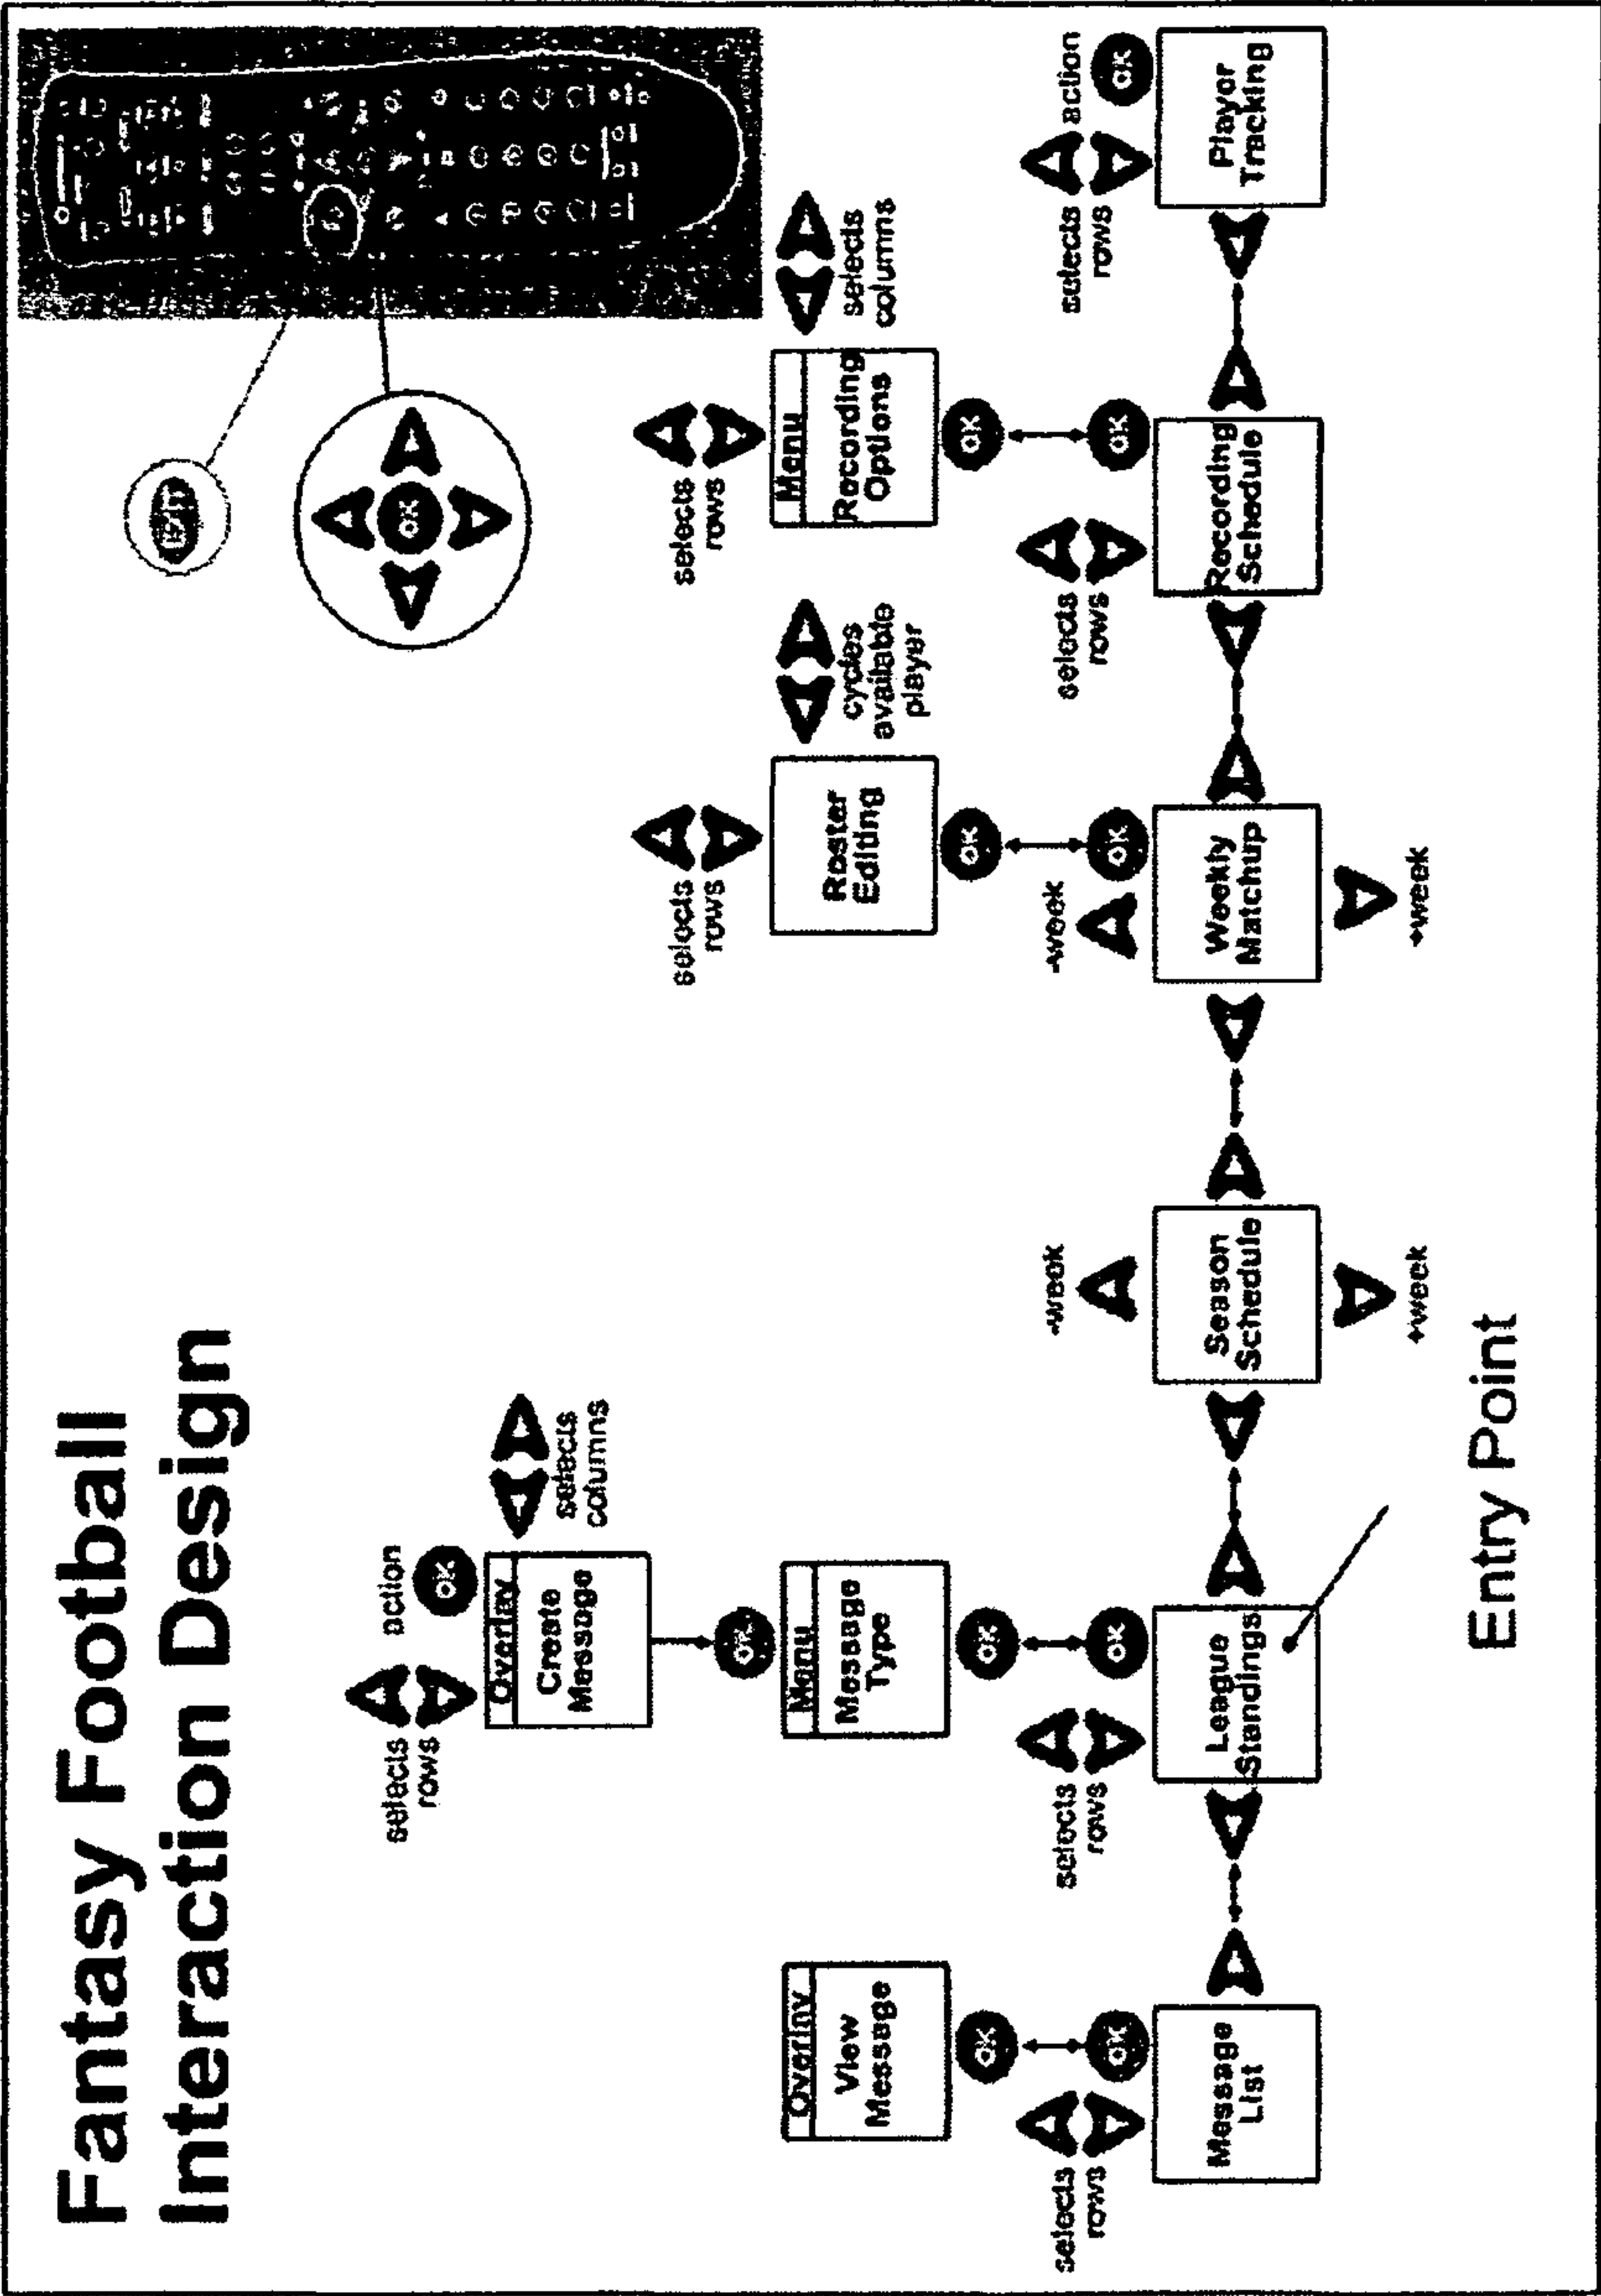 Fantasy Football
Interaction Design
OK
selects
rows
action
OK
Overlay
Create
Message
selects
columns
OK
Overlay
View
Message
OK
Menu
Message
Type
OK
selects
rows
Roster
Editing
cycles
available
player
OK
selects
rows
Menu
Recording
Options
selects
columns
OK
selects
rows
OK
Message
List
selects
rows
OK
League
Standings
-week
Season
Schedule
+week
-week
OK
Weekly
Matchup
+week
selects
rows
OK
Recording
Schedule
selects
rows
action
OK
Player
Tracking
Entry Point